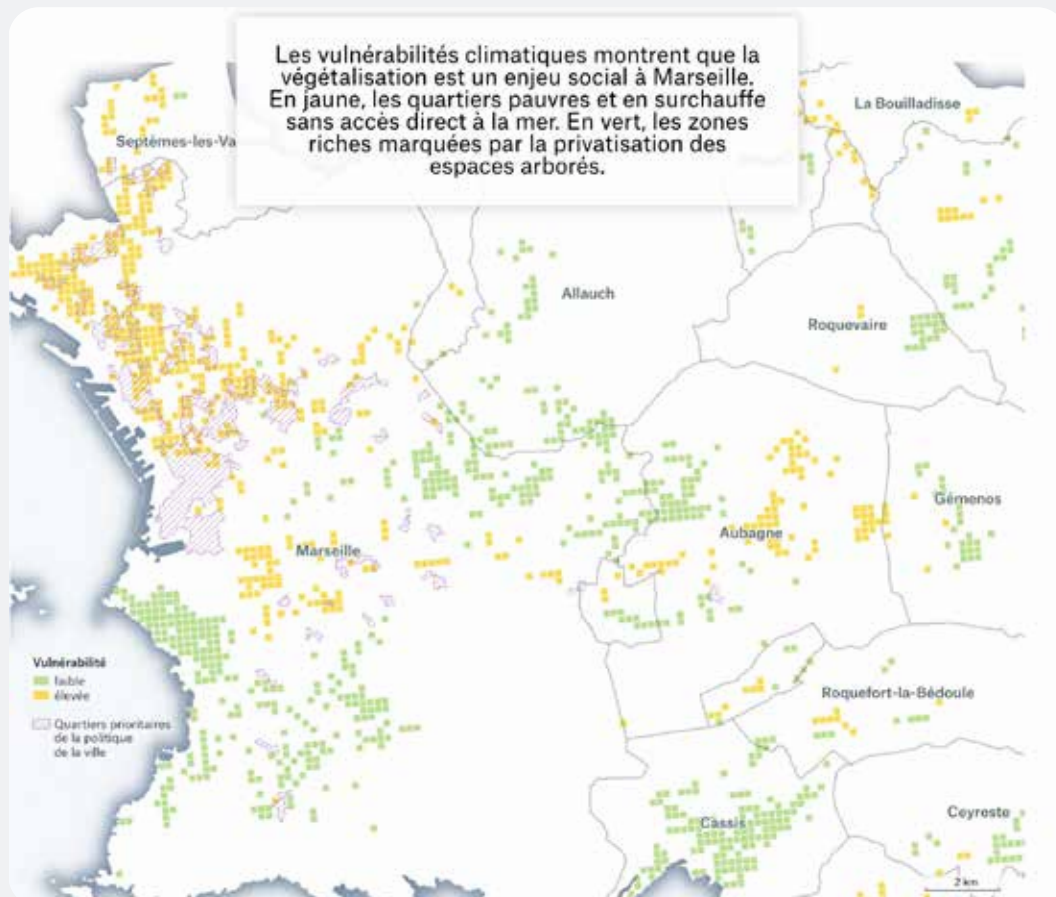 Les vulnérabilités climatiques montrent que la
végétalisation est un enjeu social à Marseille.
En jaune, les quartiers pauvres et en surchauffe
sans accès direct à la mer. En vert, les zones
riches marquées par la privatisation des
espaces arborés.
La Bouilladisse
Septèmes-les-Va
Allauch
Roquevaire
Gémenos
Aubagne
Marseille
Vulnérabilité
faible
élevée
Quartiers prioritaires
de la politique
de la ville
Roquefort-la-Bédoule
Cassis
Ceyreste
2 km